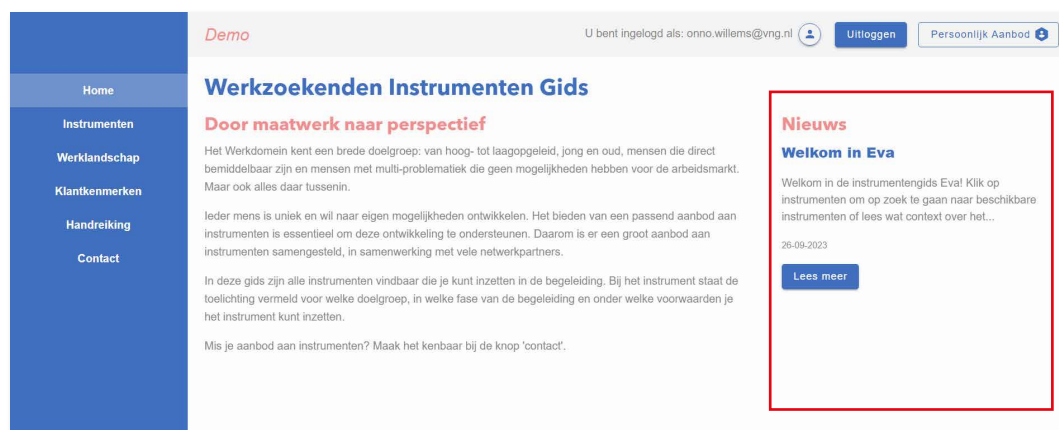 Demo
U bent ingelogd als: onno.willems@vng.nl
Uitloggen
Persoonlijk Aanbod
Home
Instrumenten
Werklandschap
Klantkenmerken
Handreiking
Contact
Werkzoekenden Instrumenten Gids
Door maatwerk naar perspectief
Het Werkdomein kent een brede doelgroep: van hoog- tot laagopgeleid, jong en oud, mensen die direct
bemiddelbaar zijn en mensen met multi-problematiek die geen mogelijkheden hebben voor de arbeidsmarkt.
Maar ook alles daar tussenin.
Ieder mens is uniek en wil naar eigen mogelijkheden ontwikkelen. Het bieden van een passend aanbod aan
instrumenten is essentieel om deze ontwikkeling te ondersteunen. Daarom is er een groot aanbod aan
instrumenten samengesteld, in samenwerking met vele netwerkpartners.
In deze gids zijn alle instrumenten vindbaar die je kunt inzetten in de begeleiding. Bij het instrument staat de
toelichting vermeld voor welke doelgroep, in welke fase van de begeleiding en onder welke voorwaarden je
het instrument kunt inzetten.
Mis je aanbod aan instrumenten? Maak het kenbaar bij de knop 'contact'.
Nieuws
Welkom in Eva
Welkom in de instrumentengids Eva! Klik op
instrumenten om op zoek te gaan naar beschikbare
instrumenten of lees wat context over het...
26-09-2023
Lees meer